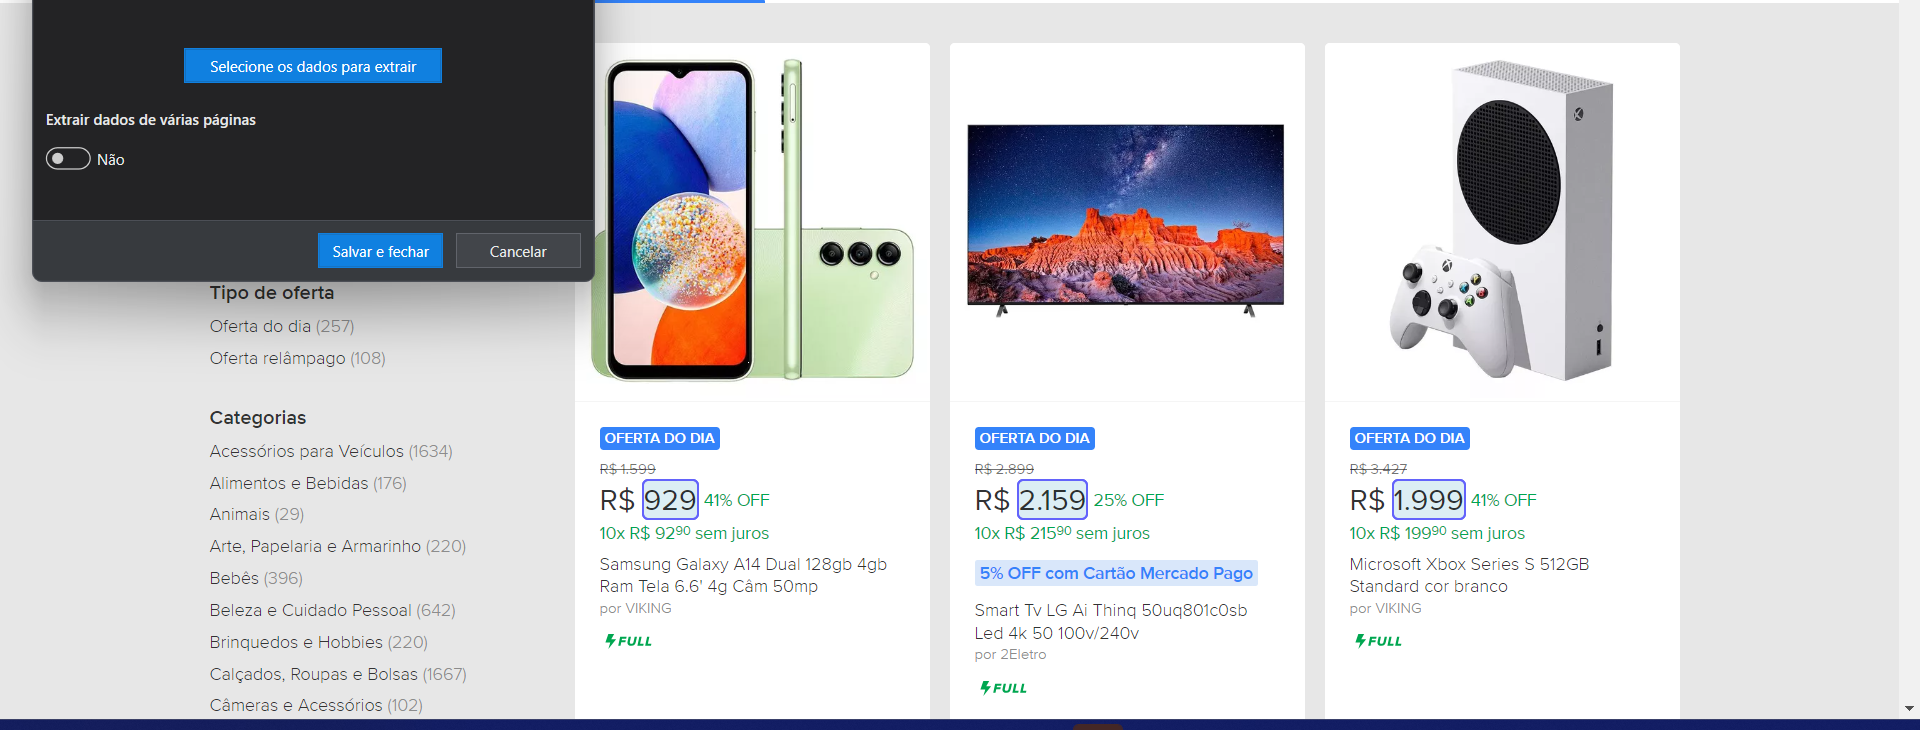 Selecione os dados para extrair
Extrair dados de várias páginas
Não
Salvar e fechar
Cancelar
Tipo de oferta
Oferta do dia (257)
Oferta relâmpago (108)
Categorias
Acessórios para Veículos (1634)
Alimentos e Bebidas (176)
Animais (29)
Arte, Papelaria e Armarinho (220)
Bebês (396)
Beleza e Cuidado Pessoal (642)
Brinquedos e Hobbies (220)
Calçados, Roupas e Bolsas (1667)
Câmeras e Acessórios (102)
OFERTA DO DIA
R$ 1.599
R$ 929 41% OFF
10x R$ 92⁹⁰ sem juros
Samsung Galaxy A14 Dual 128gb 4gb
Ram Tela 6.6' 4g Câm 50mp
por VIKING
FULL
OFERTA DO DIA
R$ 2.899
R$ 2.159 25% OFF
10x R$ 215⁹⁰ sem juros
5% OFF com Cartão Mercado Pago
Smart Tv LG Ai Thinq 50uq801c0sb
Led 4k 50 100v/240v
por 2Eletro
FULL
OFERTA DO DIA
R$ 3.427
R$ 1.999 41% OFF
10x R$ 199⁹⁰ sem juros
Microsoft Xbox Series S 512GB
Standard cor branco
por VIKING
FULL